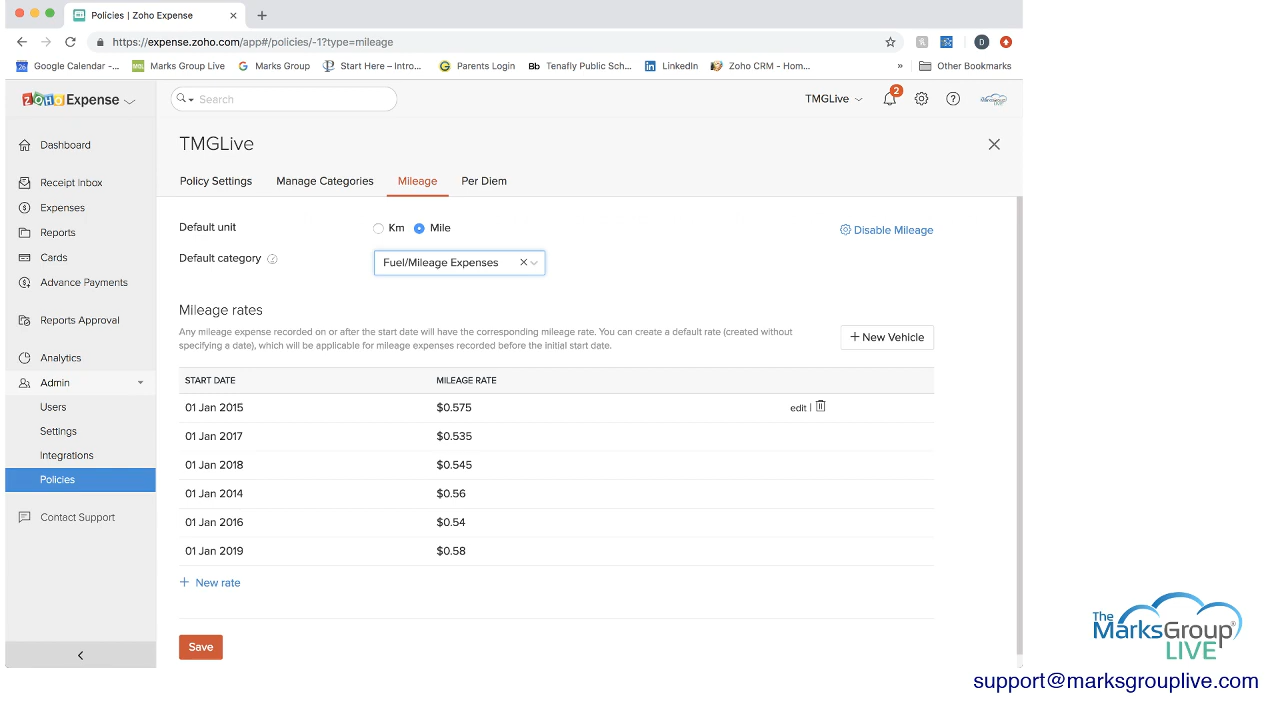 Policies | Zoho Expense
https://expense.zoho.com/app#/policies/-1?type=mileage
Google Calendar -... Marks Group Live Marks Group Start Here – Intro... Parents Login Bb Tenafly Public Sch... LinkedIn Zoho CRM - Hom... » Other Bookmarks
ZOHO Expense Search TMGLive 2
TMGLive
Policy Settings Manage Categories Mileage Per Diem
Dashboard
Receipt Inbox
Expenses
Reports
Cards
Advance Payments
Reports Approval
Analytics
Admin
Users
Settings
Integrations
Policies
Contact Support
Default unit Km Mile Disable Mileage
Default category Fuel/Mileage Expenses
Mileage rates
Any mileage expense recorded on or after the start date will have the corresponding mileage rate. You can create a default rate (created without
specifying a date), which will be applicable for mileage expenses recorded before the initial start date.
+ New Vehicle
START DATE MILEAGE RATE
01 Jan 2015 $0.575 edit |
01 Jan 2017 $0.535
01 Jan 2018 $0.545
01 Jan 2014 $0.56
01 Jan 2016 $0.54
01 Jan 2019 $0.58
+ New rate
Save
The
MarksGroup®
LIVE
support@marksgrouplive.com